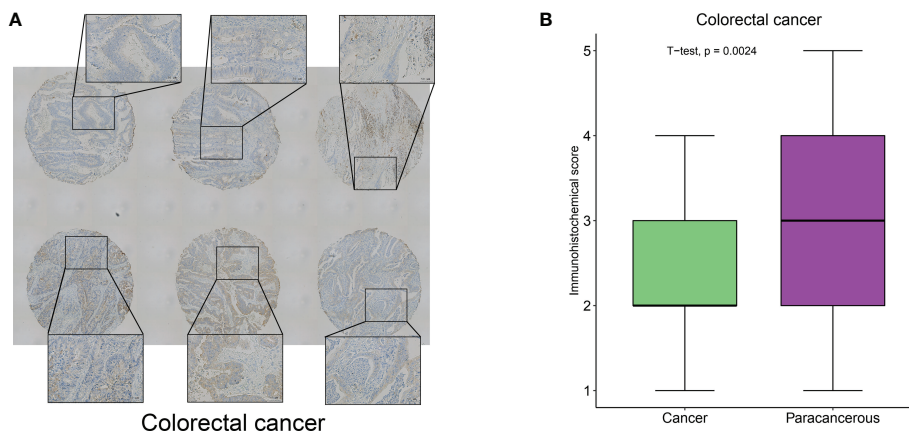 A
Colorectal cancer
B
Colorectal cancer
T−test, p = 0.0024
Immunohistochemical score
5
4
3
2
1
Cancer
Paracancerous